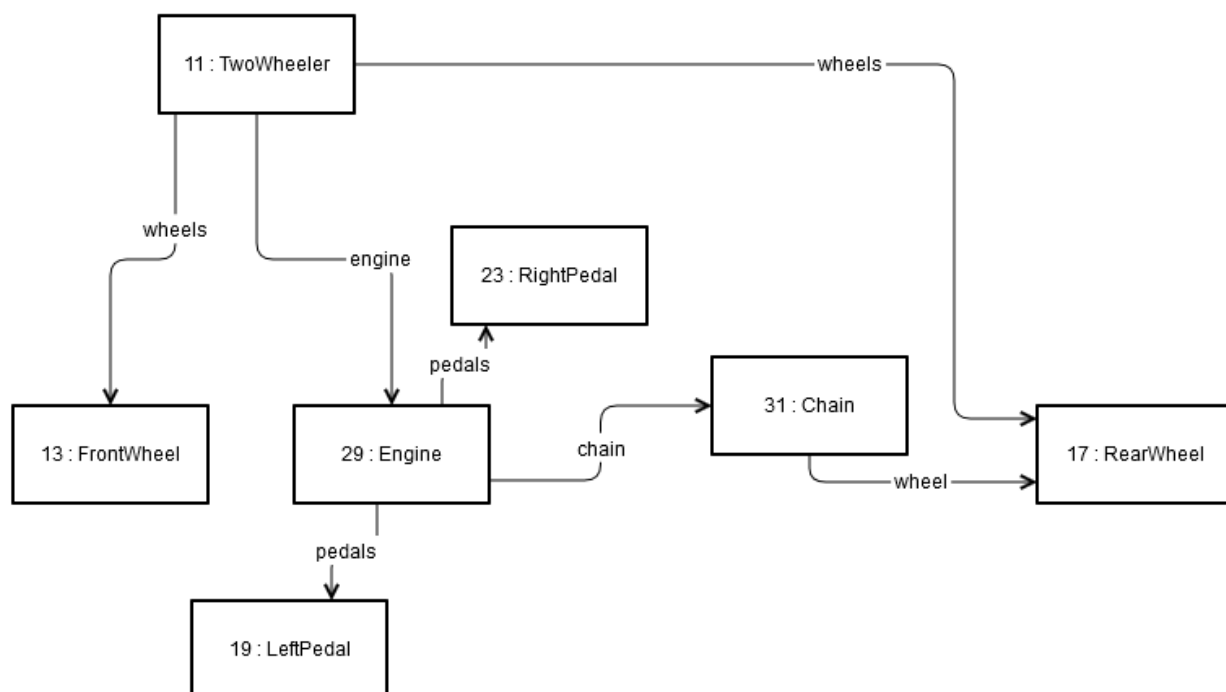 11 : TwoWheeler
wheels
wheels
engine
23 : RightPedal
pedals
31 : Chain
13 : FrontWheel
29 : Engine
chain
17 : RearWheel
wheel
pedals
19 : LeftPedal